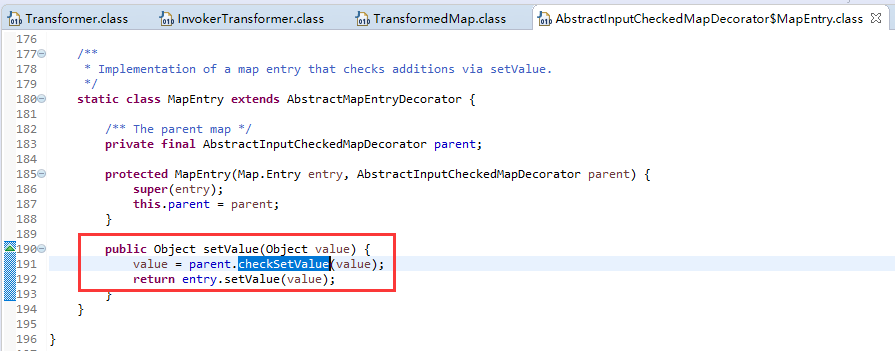 Transformer.class InvokerTransformer.class TransformedMap.class AbstractInputCheckedMapDecorator$MapEntry.class
176
177 /**
178 * Implementation of a map entry that checks additions via setValue.
179 */
180 static class MapEntry extends AbstractMapEntryDecorator {
181
182 /** The parent map */
183 private final AbstractInputCheckedMapDecorator parent;
184
185 protected MapEntry(Map.Entry entry, AbstractInputCheckedMapDecorator parent) {
186 super(entry);
187 this.parent = parent;
188 }
189
190 public Object setValue(Object value) {
191 value = parent.checkSetValue(value);
192 return entry.setValue(value);
193 }
194 }
195
196 }